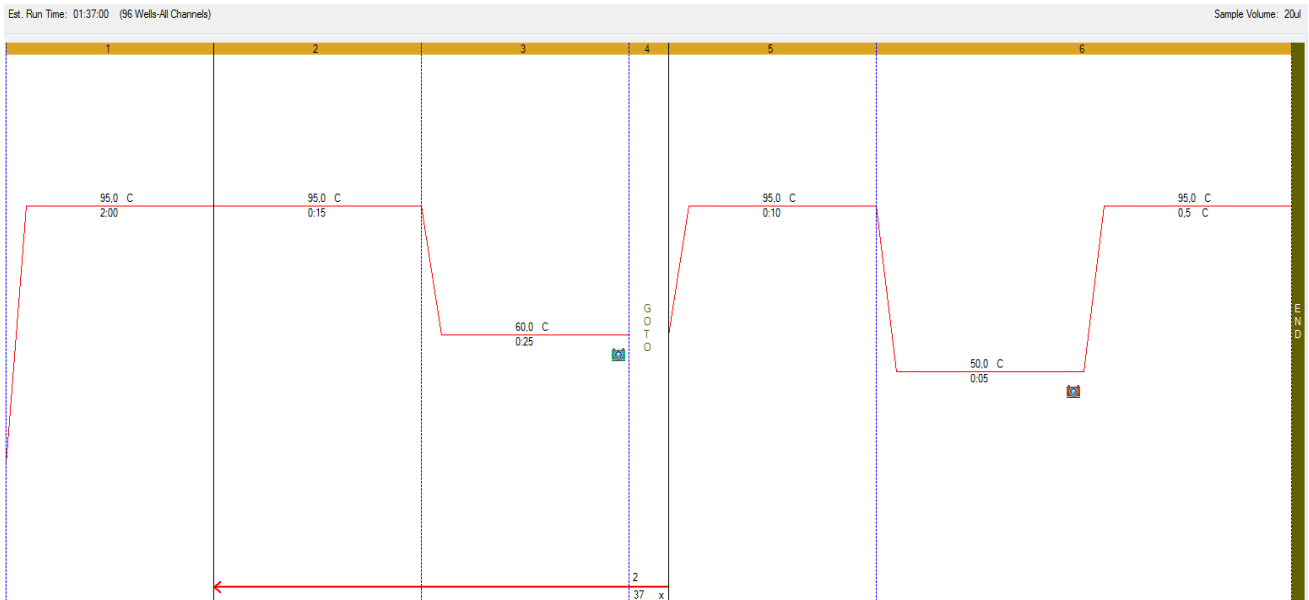 Est. Run Time: 01:37:00 (96 Wells-All Channels)
Sample Volume: 20ul
1 2 3 4 5 6
95,0 C
2:00
95,0 C
0:15
60,0 C
0:25
GOTO
2
37 x
95,0 C
0:10
50,0 C
0:05
95,0 C
0,5 C
END